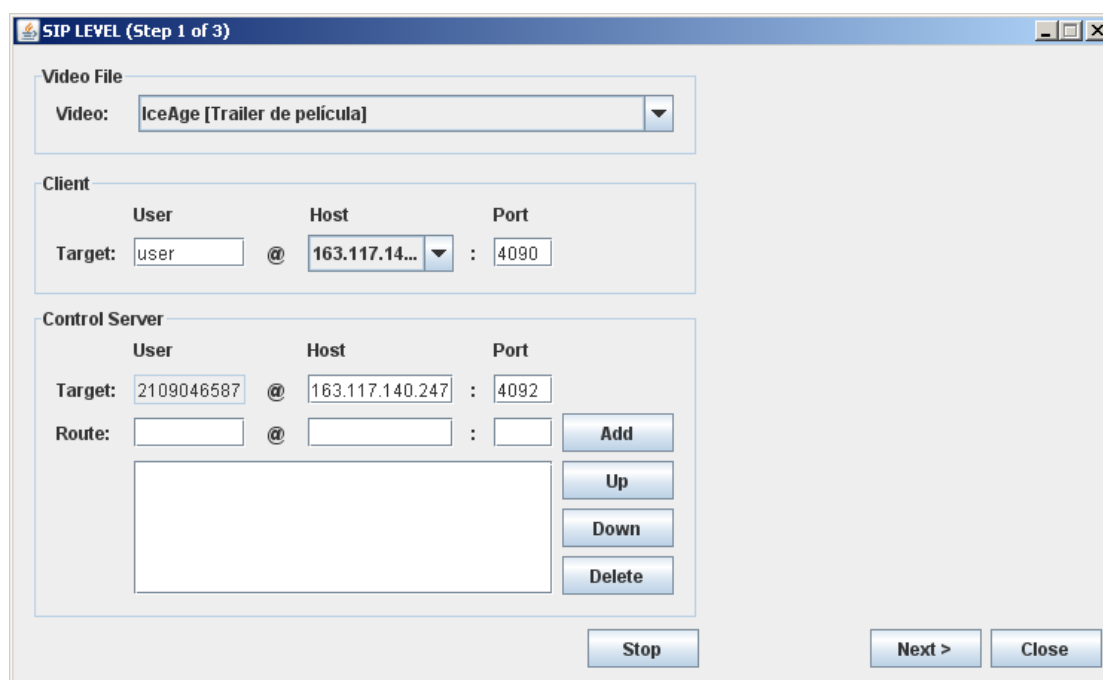 SIP LEVEL (Step 1 of 3)
Video File
Video: IceAge [Trailer de película]
Client
User Host Port
Target: user @ 163.117.14... : 4090
Control Server
User Host Port
Target: 2109046587 @ 163.117.140.247 : 4092
Route: @ : Add
Up
Down
Delete
Stop Next > Close